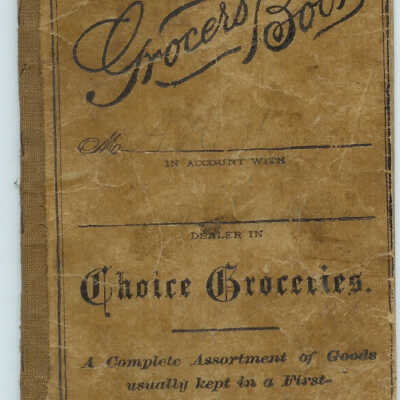 Grocers' Book
M
IN ACCOUNT WITH
DEALER IN
Choice Groceries.
A Complete Assortment of Goods
usually kept in a First-